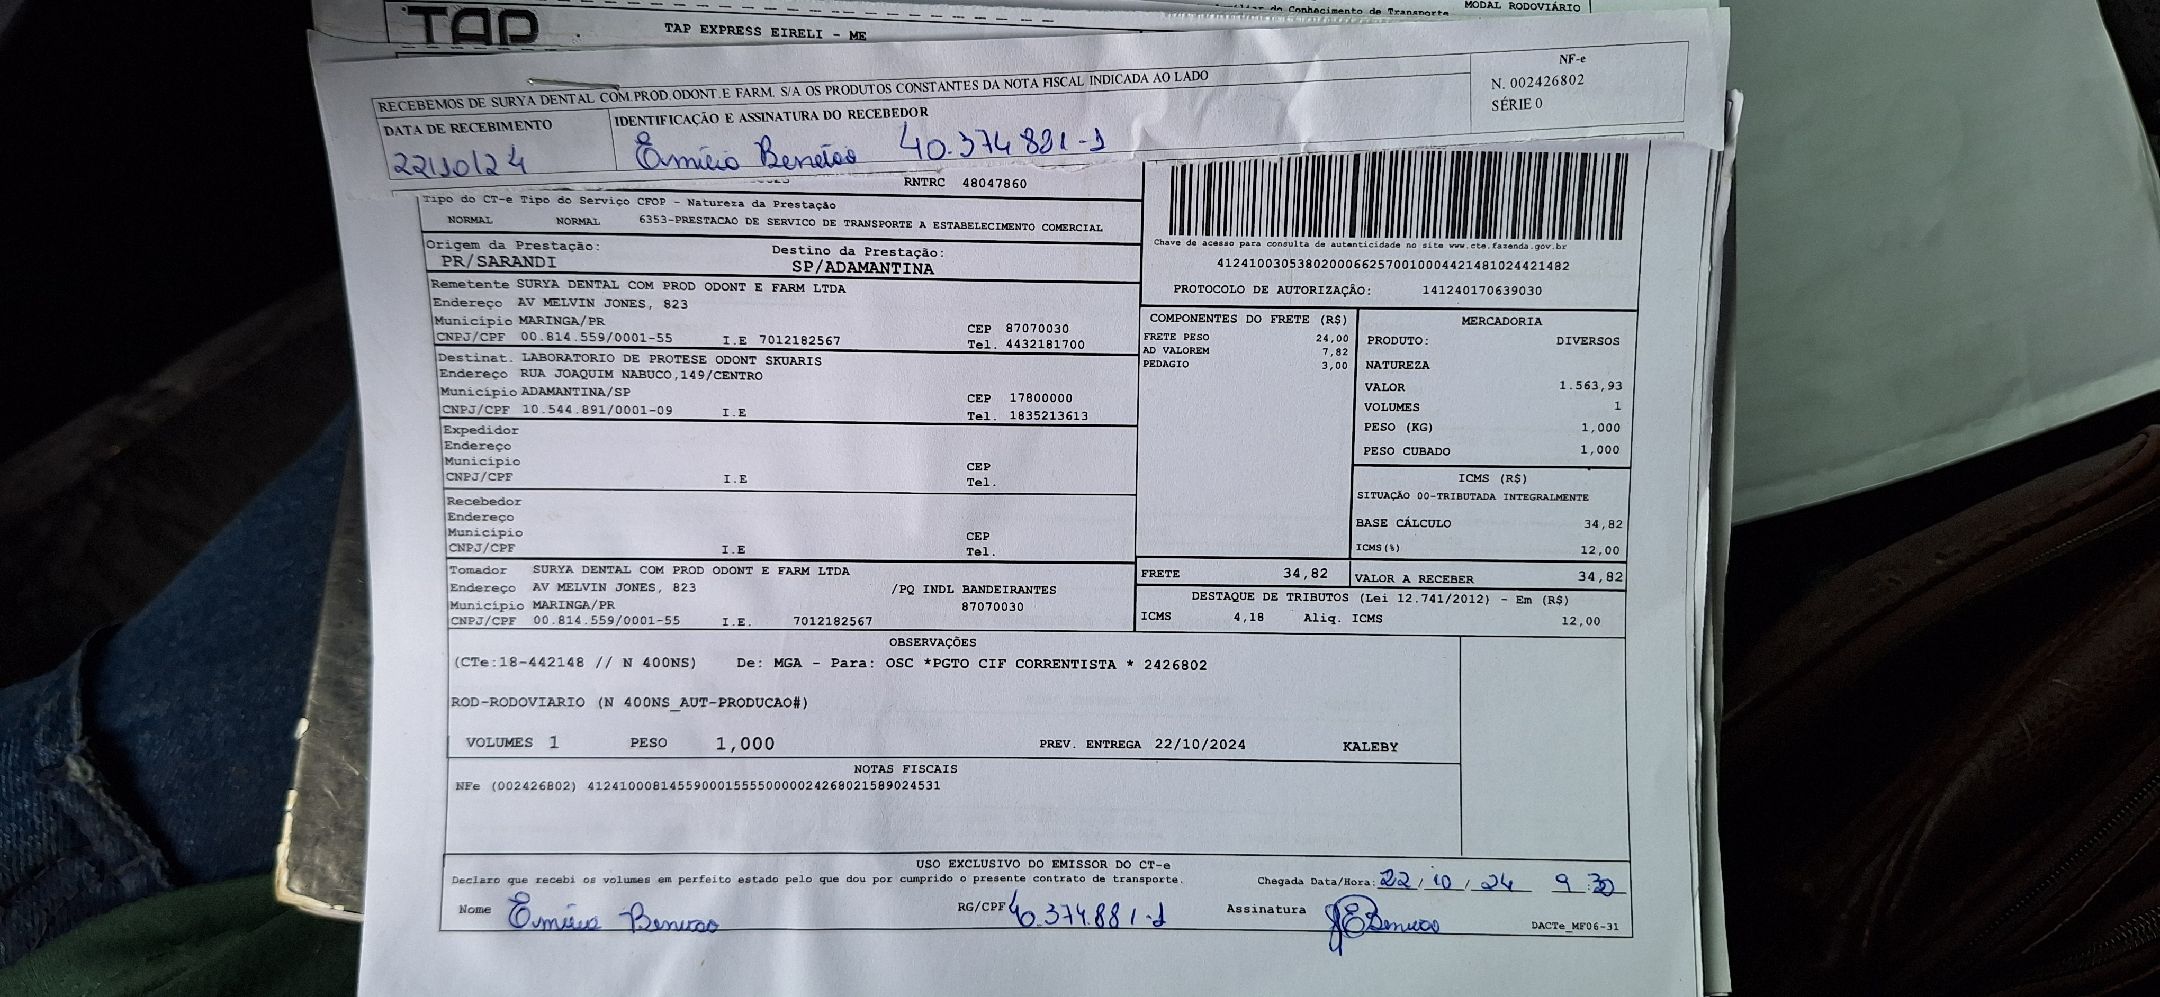 MODAL RODOVIÁRIO
do Conhecimento de Transporte
TAP
TAP EXPRESS EIRELI - ME
NF-e
N. 002426802
SÉRIE 0
RECEBEMOS DE SURYA DENTAL COM.PROD.ODONT.E FARM. S/A OS PRODUTOS CONSTANTES DA NOTA FISCAL INDICADA AO LADO
DATA DE RECEBIMENTO
IDENTIFICAÇÃO E ASSINATURA DO RECEBEDOR
22/10/24
40.374.881-1
RNTRC 48047860
Tipo do CT-e Tipo do Serviço CFOP - Natureza da Prestação
NORMAL NORMAL 6353-PRESTACAO DE SERVICO DE TRANSPORTE A ESTABELECIMENTO COMERCIAL
Origem da Prestação: Destino da Prestação:
PR/SARANDI SP/ADAMANTINA
Chave de acesso para consulta de autenticidade no site www.cte.fazenda.gov.br
41241003053802000662570010004421481024421482
PROTOCOLO DE AUTORIZAÇÃO: 141240170639030
Remetente SURYA DENTAL COM PROD ODONT E FARM LTDA
Endereço AV MELVIN JONES, 823
Município MARINGA/PR CEP 87070030
CNPJ/CPF 00.814.559/0001-55 I.E 7012182567 Tel. 4432181700
Destinat. LABORATORIO DE PROTESE ODONT SKUARIS
Endereço RUA JOAQUIM NABUCO,149/CENTRO
Município ADAMANTINA/SP CEP 17800000
CNPJ/CPF 10.544.891/0001-09 I.E Tel. 1835213613
Expedidor
Endereço
Município CEP
CNPJ/CPF I.E Tel.
Recebedor
Endereço
Município CEP
CNPJ/CPF I.E Tel.
Tomador SURYA DENTAL COM PROD ODONT E FARM LTDA
Endereço AV MELVIN JONES, 823 /PQ INDL BANDEIRANTES
Município MARINGA/PR 87070030
CNPJ/CPF 00.814.559/0001-55 I.E. 7012182567
COMPONENTES DO FRETE (R$)
FRETE PESO 24,00
AD VALOREM 7,82
PEDAGIO 3,00
MERCADORIA
PRODUTO: DIVERSOS
NATUREZA
VALOR 1.563,93
VOLUMES 1
PESO (KG) 1,000
PESO CUBADO 1,000
ICMS (R$)
SITUAÇÃO 00-TRIBUTADA INTEGRALMENTE
BASE CÁLCULO 34,82
ICMS(%) 12,00
FRETE 34,82 VALOR A RECEBER 34,82
DESTAQUE DE TRIBUTOS (Lei 12.741/2012) - Em (R$)
ICMS 4,18 Aliq. ICMS 12,00
OBSERVAÇÕES
(CTe:18-442148 // N 400NS) De: MGA - Para: OSC *PGTO CIF CORRENTISTA * 2426802
ROD-RODOVIARIO (N 400NS_AUT-PRODUCAO#)
VOLUMES 1 PESO 1,000 PREV. ENTREGA 22/10/2024 KALEBY
NOTAS FISCAIS
NFe (002426802) 41241000814559000155550000024268021589024531
USO EXCLUSIVO DO EMISSOR DO CT-e
Declaro que recebi os volumes em perfeito estado pelo que dou por cumprido o presente contrato de transporte. Chegada Data/Hora: 22/10/24 9:30
Nome RG/CPF 40.374.881-1 Assinatura
DACTe_MF06-31